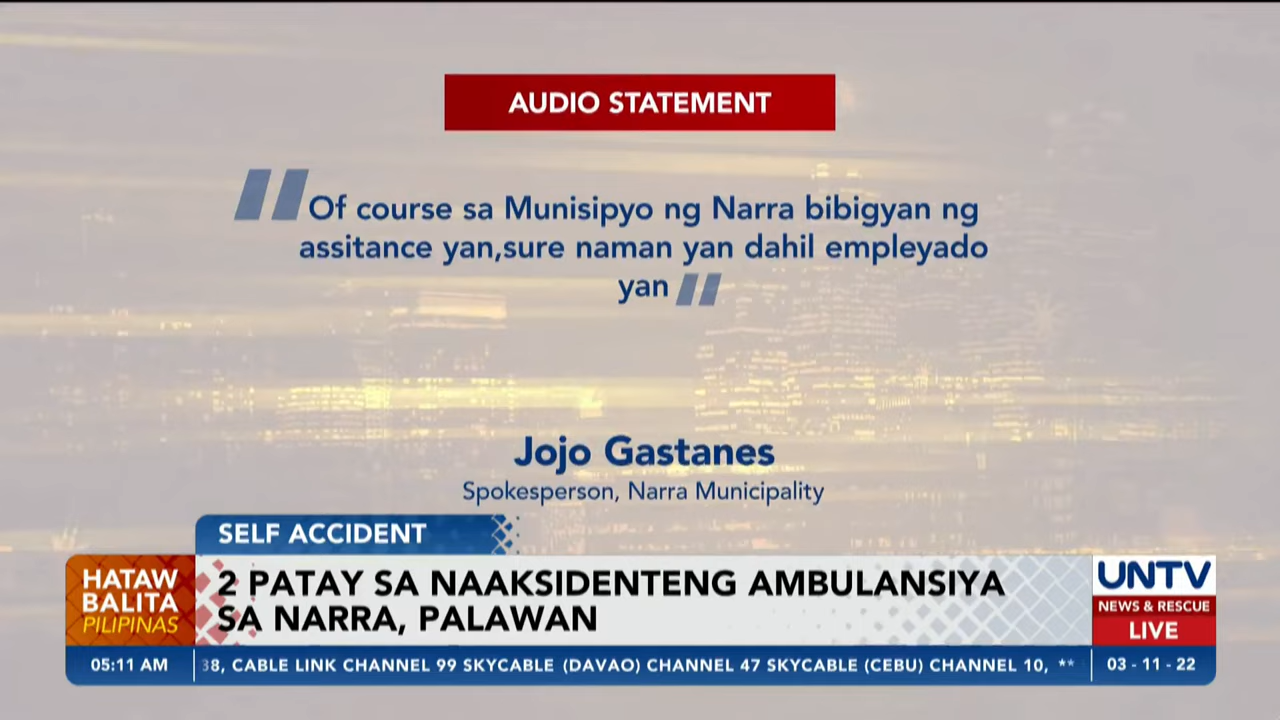 AUDIO STATEMENT
"Of course sa Munisipyo ng Narra bibigyan ng
assitance yan,sure naman yan dahil empleyado
yan"
Jojo Gastanes
Spokesperson, Narra Municipality
SELF ACCIDENT
HATAW
BALITA
PILIPINAS
2 PATAY SA NAAKSIDENTENG AMBULANSIYA
SA NARRA, PALAWAN
UNTV
NEWS & RESCUE
LIVE
05:11 AM
38, CABLE LINK CHANNEL 99 SKYCABLE (DAVAO) CHANNEL 47 SKYCABLE (CEBU) CHANNEL 10, **
03 - 11 - 22